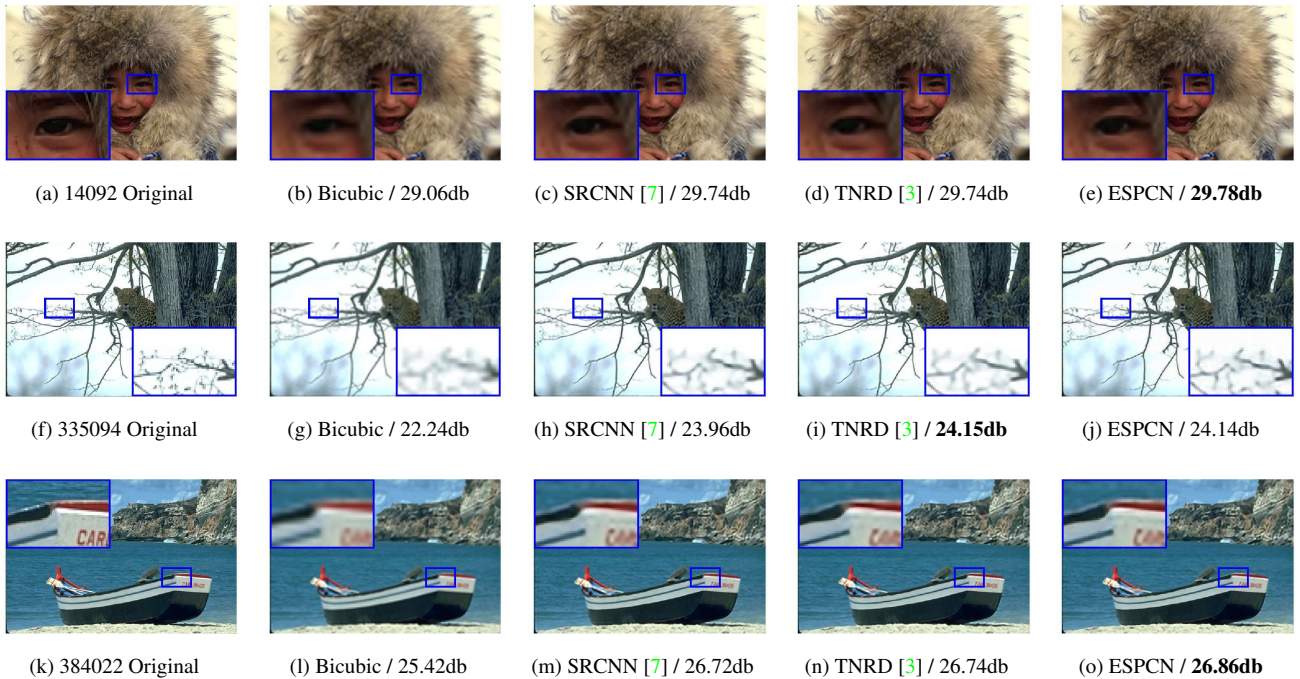 (a) 14092 Original
(b) Bicubic / 29.06db
(c) SRCNN [7] / 29.74db
(d) TNRD [3] / 29.74db
(e) ESPCN / 29.78db
(f) 335094 Original
(g) Bicubic / 22.24db
(h) SRCNN [7] / 23.96db
(i) TNRD [3] / 24.15db
(j) ESPCN / 24.14db
CAR
(k) 384022 Original
(l) Bicubic / 25.42db
(m) SRCNN [7] / 26.72db
(n) TNRD [3] / 26.74db
(o) ESPCN / 26.86db